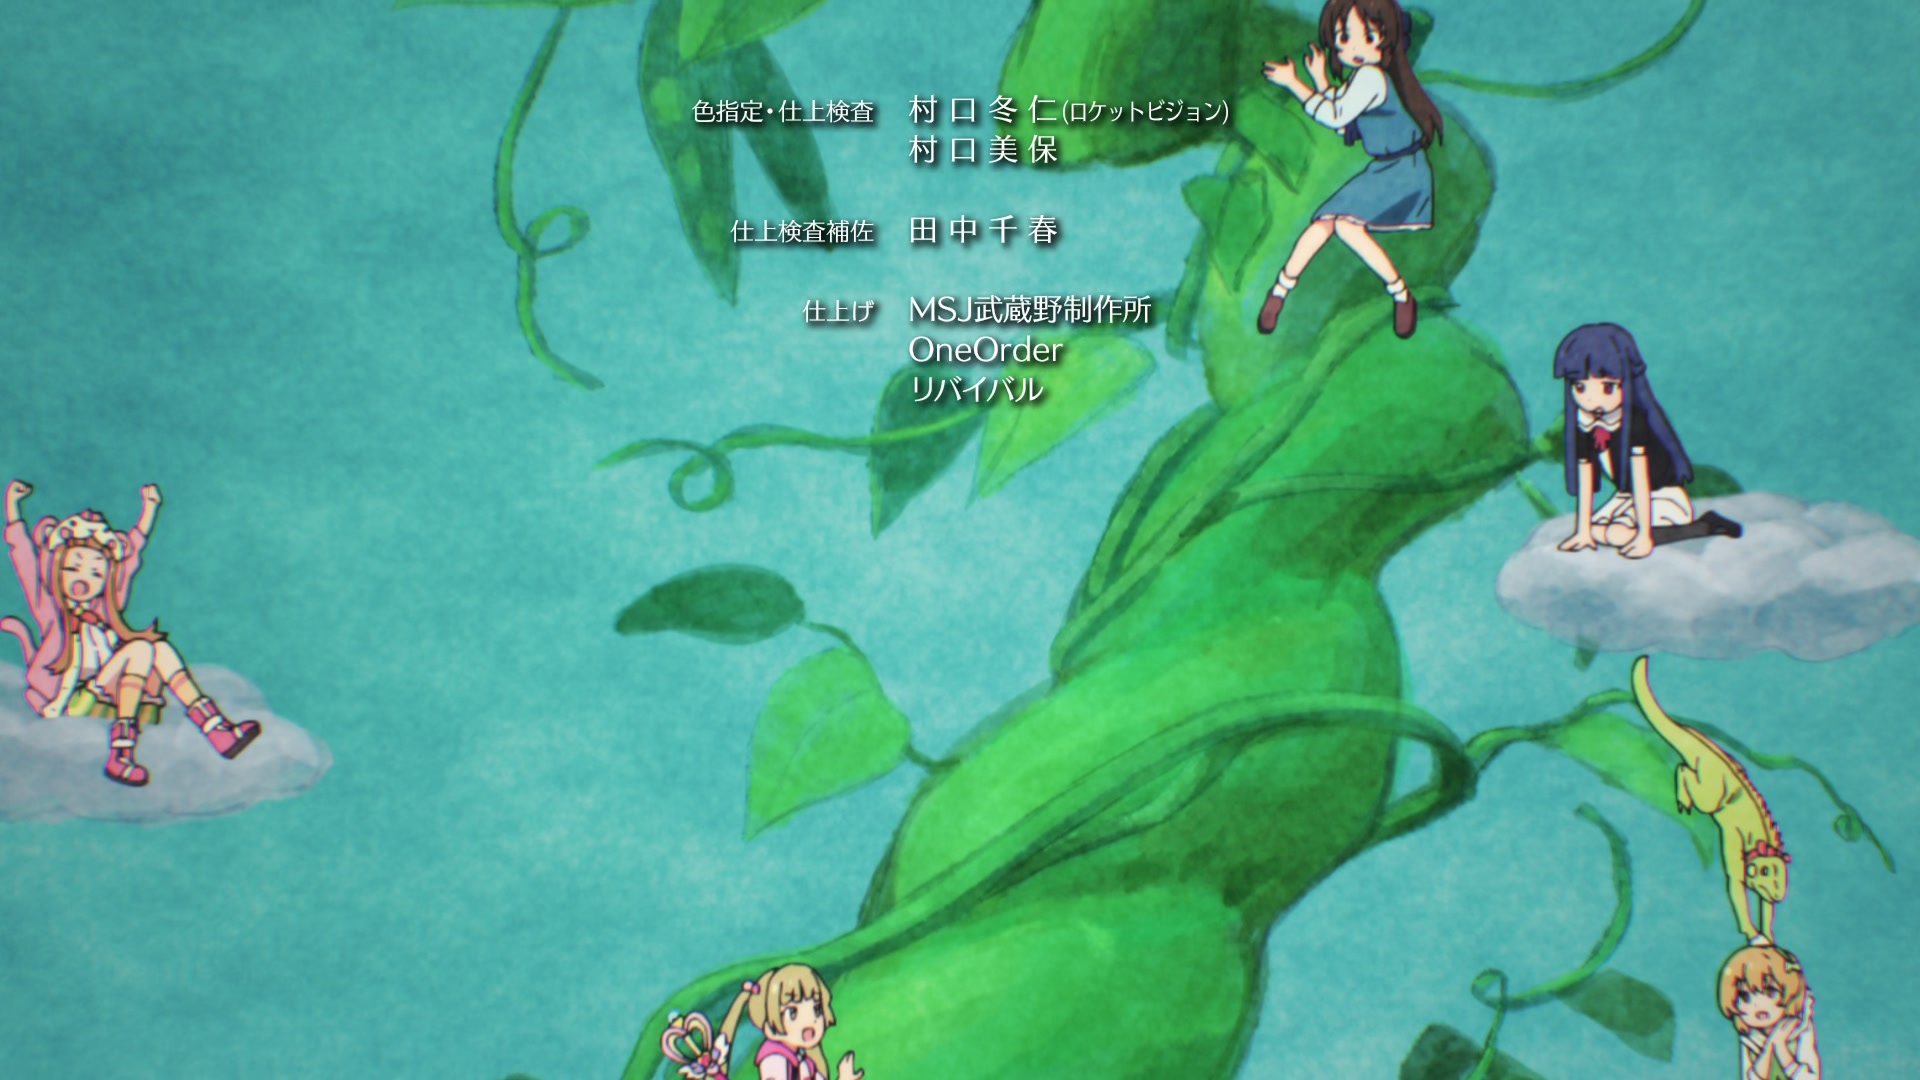 色指定・仕上検査 村口冬仁(ロケットビジョン)
村口美保
仕上検査補佐 田中千春
仕上げ MSJ武蔵野制作所
OneOrder
リバイバル